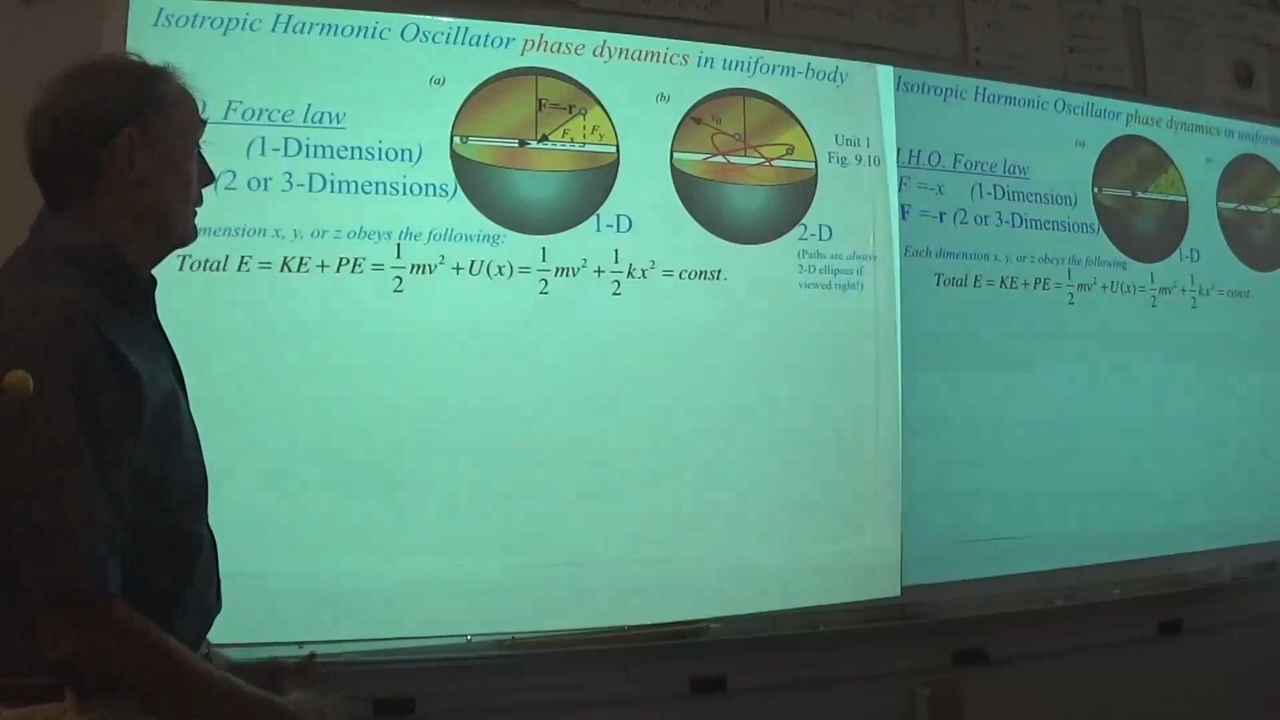 Isotropic Harmonic Oscillator phase dynamics in uniform-body
(a)
(b)
Force law
(1-Dimension)
(2 or 3-Dimensions)
F=-r
Fx
Fy
1-D
v0
Unit 1
Fig. 9.10
2-D
(Paths are always
2-D ellipses if
viewed right!)
mension x, y, or z obeys the following:
Total E = KE + PE = 1/2 mv² + U(x) = 1/2 mv² + 1/2 kx² = const.
Isotropic Harmonic Oscillator phase dynamics in uniform
I.H.O. Force law
F =-x (1-Dimension)
F =-r (2 or 3-Dimensions)
1-D
Each dimension x, y, or z obeys the following
Total E = KE + PE = 1/2 mv² + U(x) = 1/2 mv² + 1/2 kx² = const